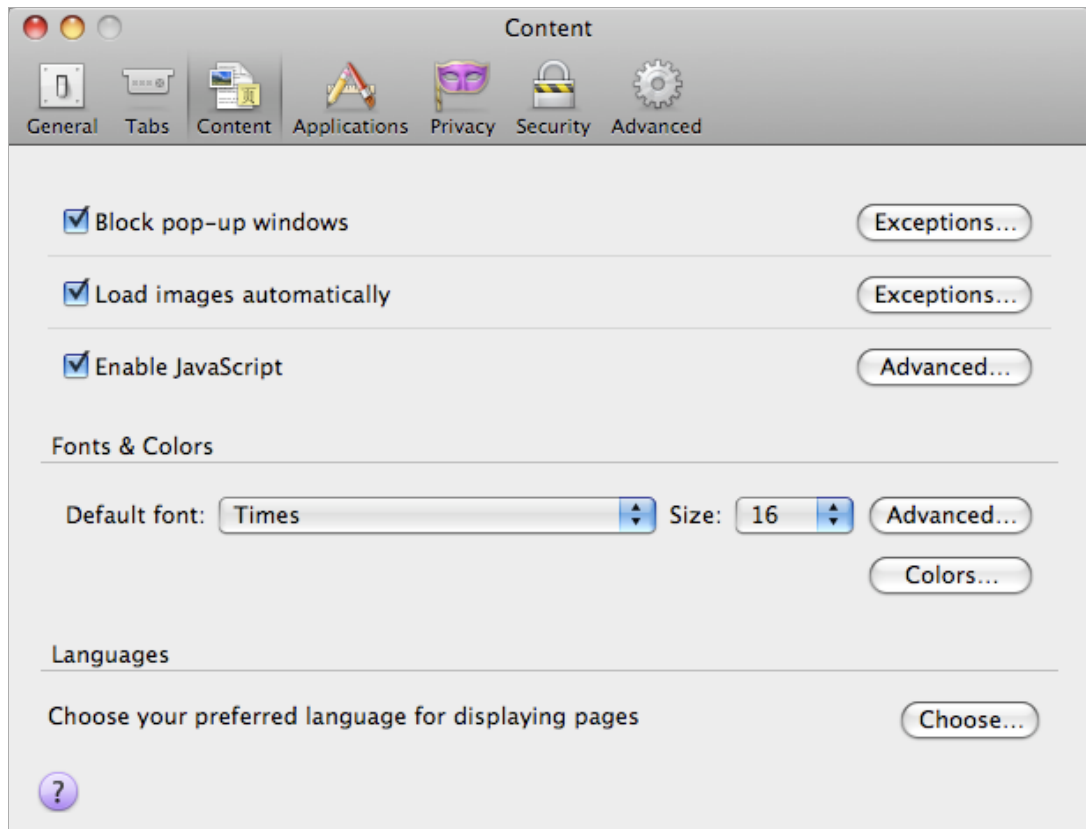 Content
General Tabs Content Applications Privacy Security Advanced
Block pop-up windows Exceptions...
Load images automatically Exceptions...
Enable JavaScript Advanced...
Fonts & Colors
Default font: Times Size: 16 Advanced...
Colors...
Languages
Choose your preferred language for displaying pages Choose...
?